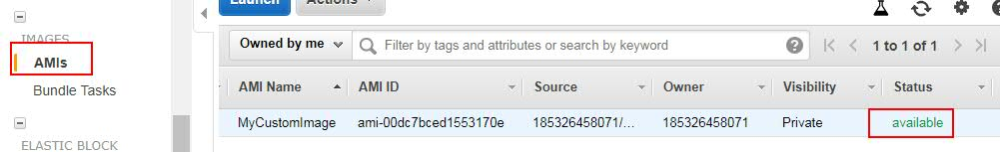 Launch
Actions
IMAGES
AMIs
Bundle Tasks
ELASTIC BLOCK
Owned by me
Filter by tags and attributes or search by keyword
?
1 to 1 of 1
AMI Name AMI ID Source Owner Visibility Status
MyCustomImage ami-00dc7bced1553170e 185326458071/... 185326458071 Private available